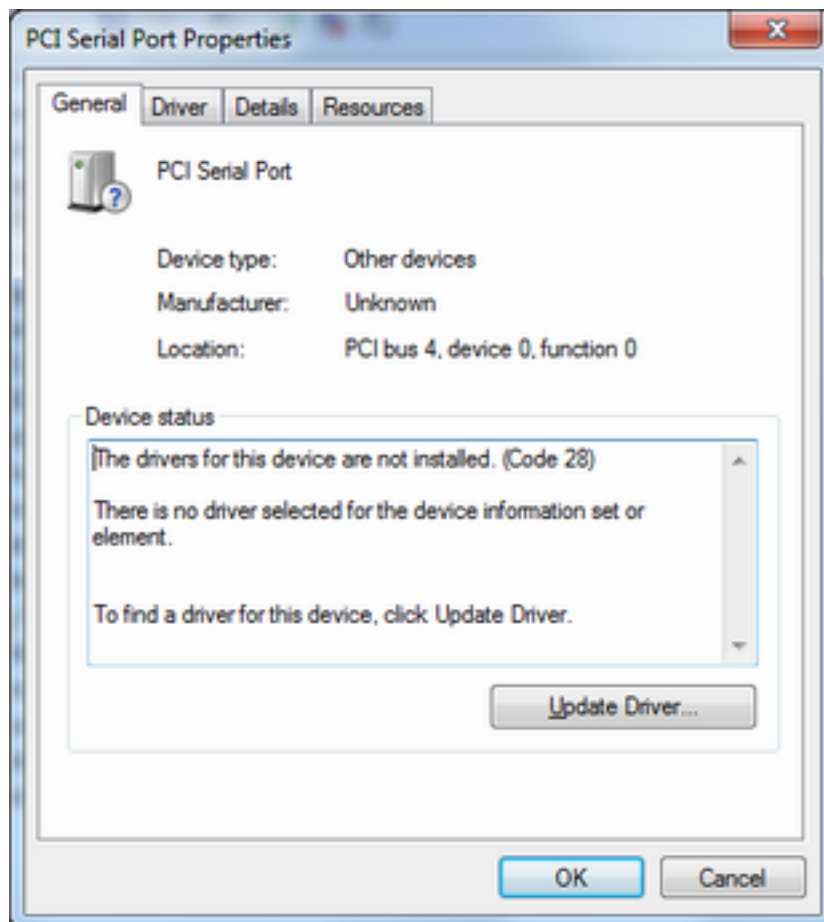 PCI Serial Port Properties
General Driver Details Resources
PCI Serial Port
Device type: Other devices
Manufacturer: Unknown
Location: PCI bus 4, device 0, function 0
Device status
The drivers for this device are not installed. (Code 28)
There is no driver selected for the device information set or
element.
To find a driver for this device, click Update Driver.
Update Driver...
OK Cancel